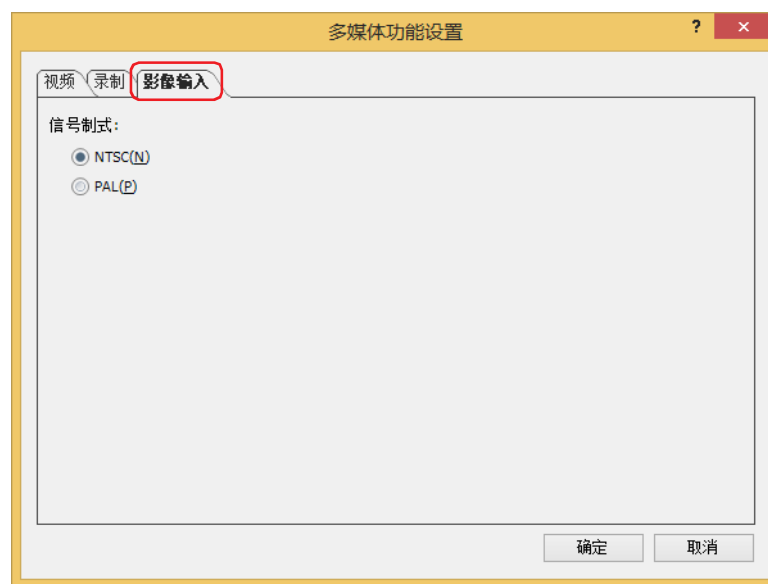 多媒体功能设置
? ×
视频 录制 影像输入
信号制式:
NTSC(N)
PAL(P)
确定 取消